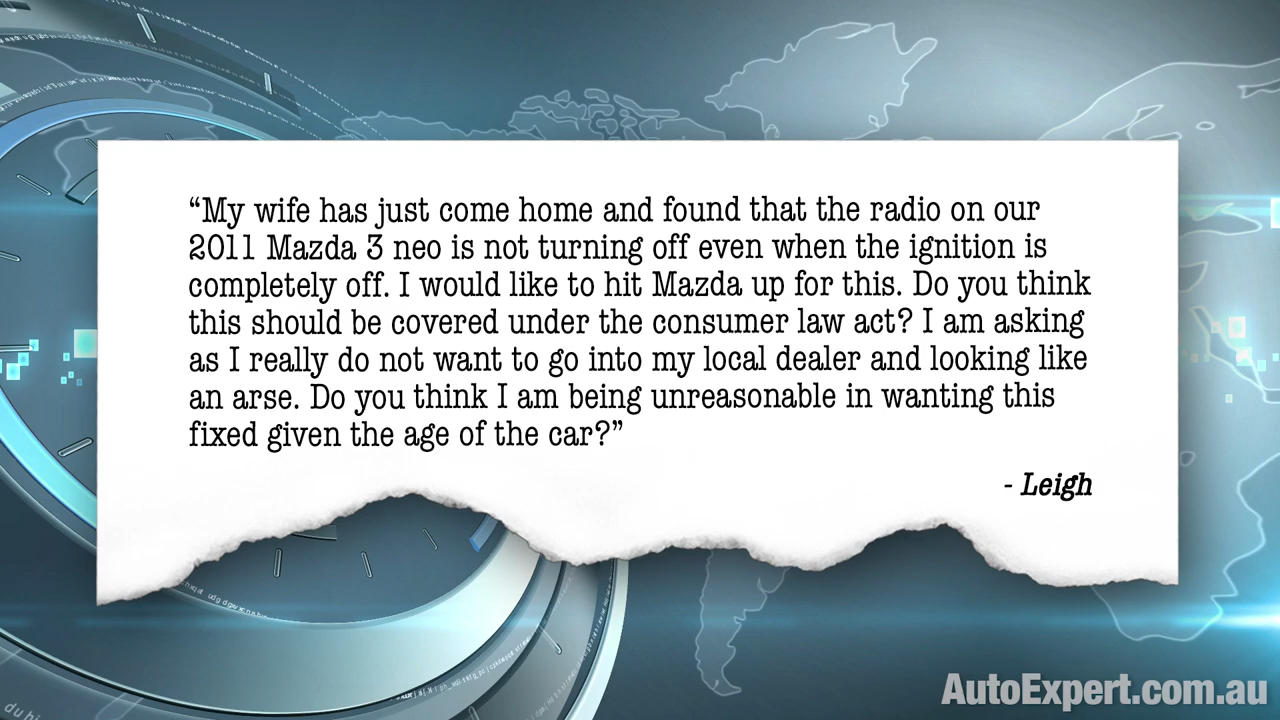 “My wife has just come home and found that the radio on our
2011 Mazda 3 neo is not turning off even when the ignition is
completely off. I would like to hit Mazda up for this. Do you think
this should be covered under the consumer law act? I am asking
as I really do not want to go into my local dealer and looking like
an arse. Do you think I am being unreasonable in wanting this
fixed given the age of the car?”
- Leigh
AutoExpert.com.au